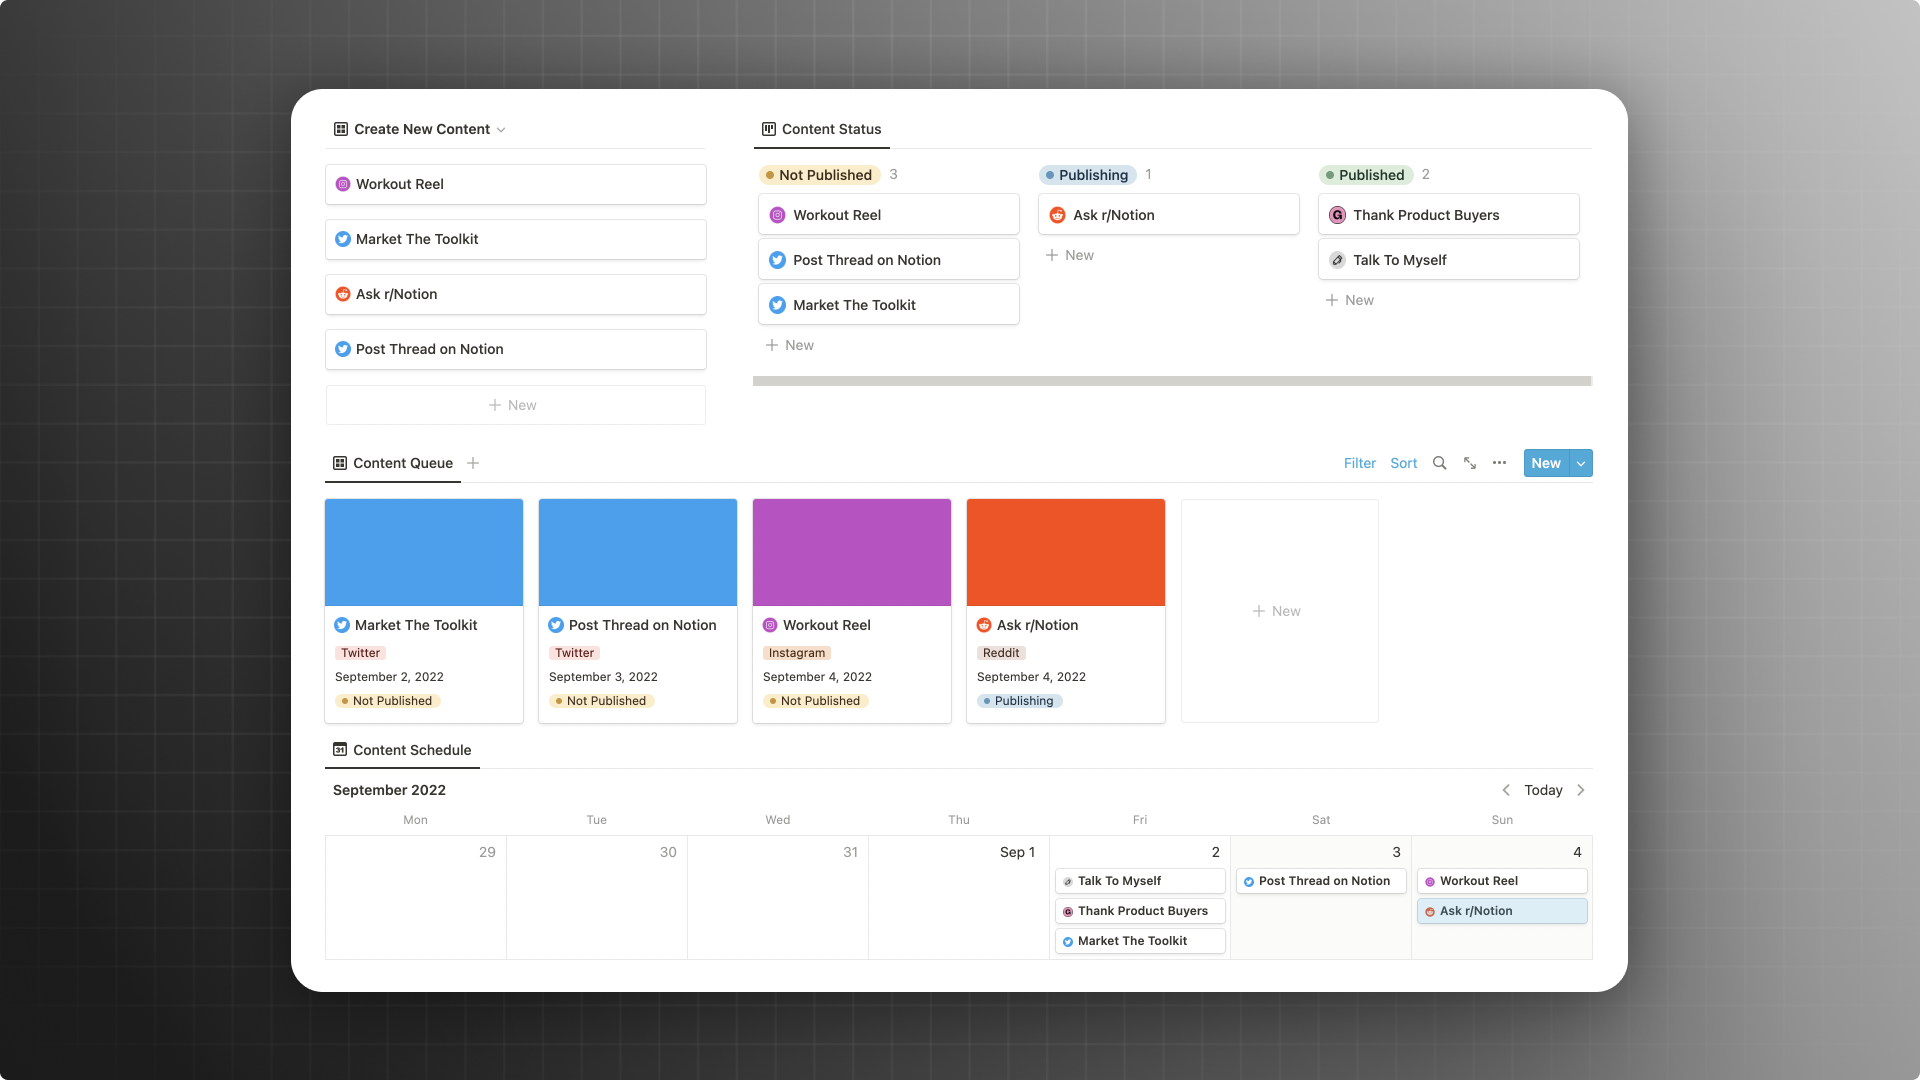 Create New Content
Workout Reel
Market The Toolkit
Ask r/Notion
Post Thread on Notion
New
Content Status
Not Published 3
Workout Reel
Post Thread on Notion
Market The Toolkit
New
Publishing 1
Ask r/Notion
New
Published 2
Thank Product Buyers
Talk To Myself
New
Content Queue
Filter Sort New
Market The Toolkit
Twitter
September 2, 2022
Not Published
Post Thread on Notion
Twitter
September 3, 2022
Not Published
Workout Reel
Instagram
September 4, 2022
Not Published
Ask r/Notion
Reddit
September 4, 2022
Publishing
New
Content Schedule
September 2022
Today
Mon Tue Wed Thu Fri Sat Sun
29 30 31 Sep 1 2 3 4
Talk To Myself
Thank Product Buyers
Market The Toolkit
Post Thread on Notion
Workout Reel
Ask r/Notion